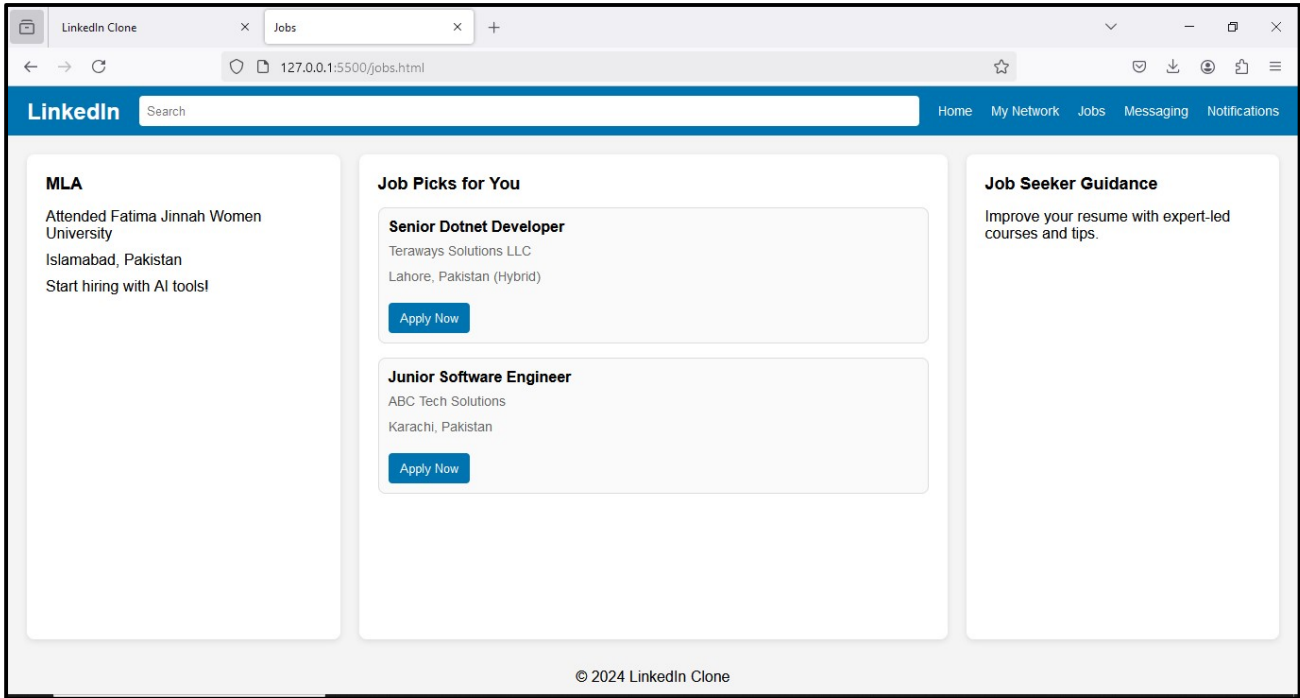 LinkedIn Clone
Jobs
127.0.0.1:5500/jobs.html
LinkedIn
Search
Home
My Network
Jobs
Messaging
Notifications
MLA
Attended Fatima Jinnah Women
University
Islamabad, Pakistan
Start hiring with AI tools!
Job Picks for You
Senior Dotnet Developer
Teraways Solutions LLC
Lahore, Pakistan (Hybrid)
Apply Now
Junior Software Engineer
ABC Tech Solutions
Karachi, Pakistan
Apply Now
Job Seeker Guidance
Improve your resume with expert-led
courses and tips.
© 2024 LinkedIn Clone